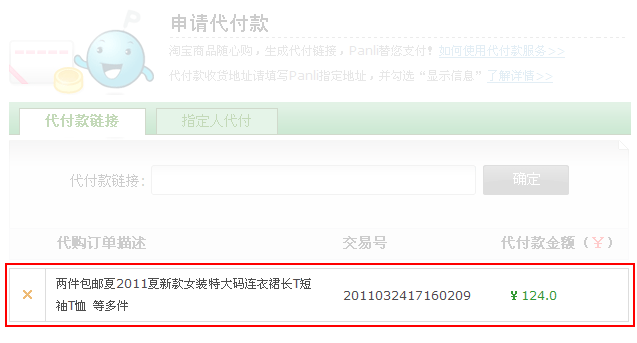 申请代付款
淘宝商品随心购，生成代付链接，Panli替您支付！如何使用代付款服务>>
代付款收货地址请填写Panli指定地址，并勾选“显示信息”了解详情>>
代付款链接 指定人代付
代付款链接: 确定
代购订单描述 交易号 代付款金额（￥）
× 两件包邮夏2011夏新款女装特大码连衣裙长T短
袖T恤 等多件 2011032417160209 ￥124.0